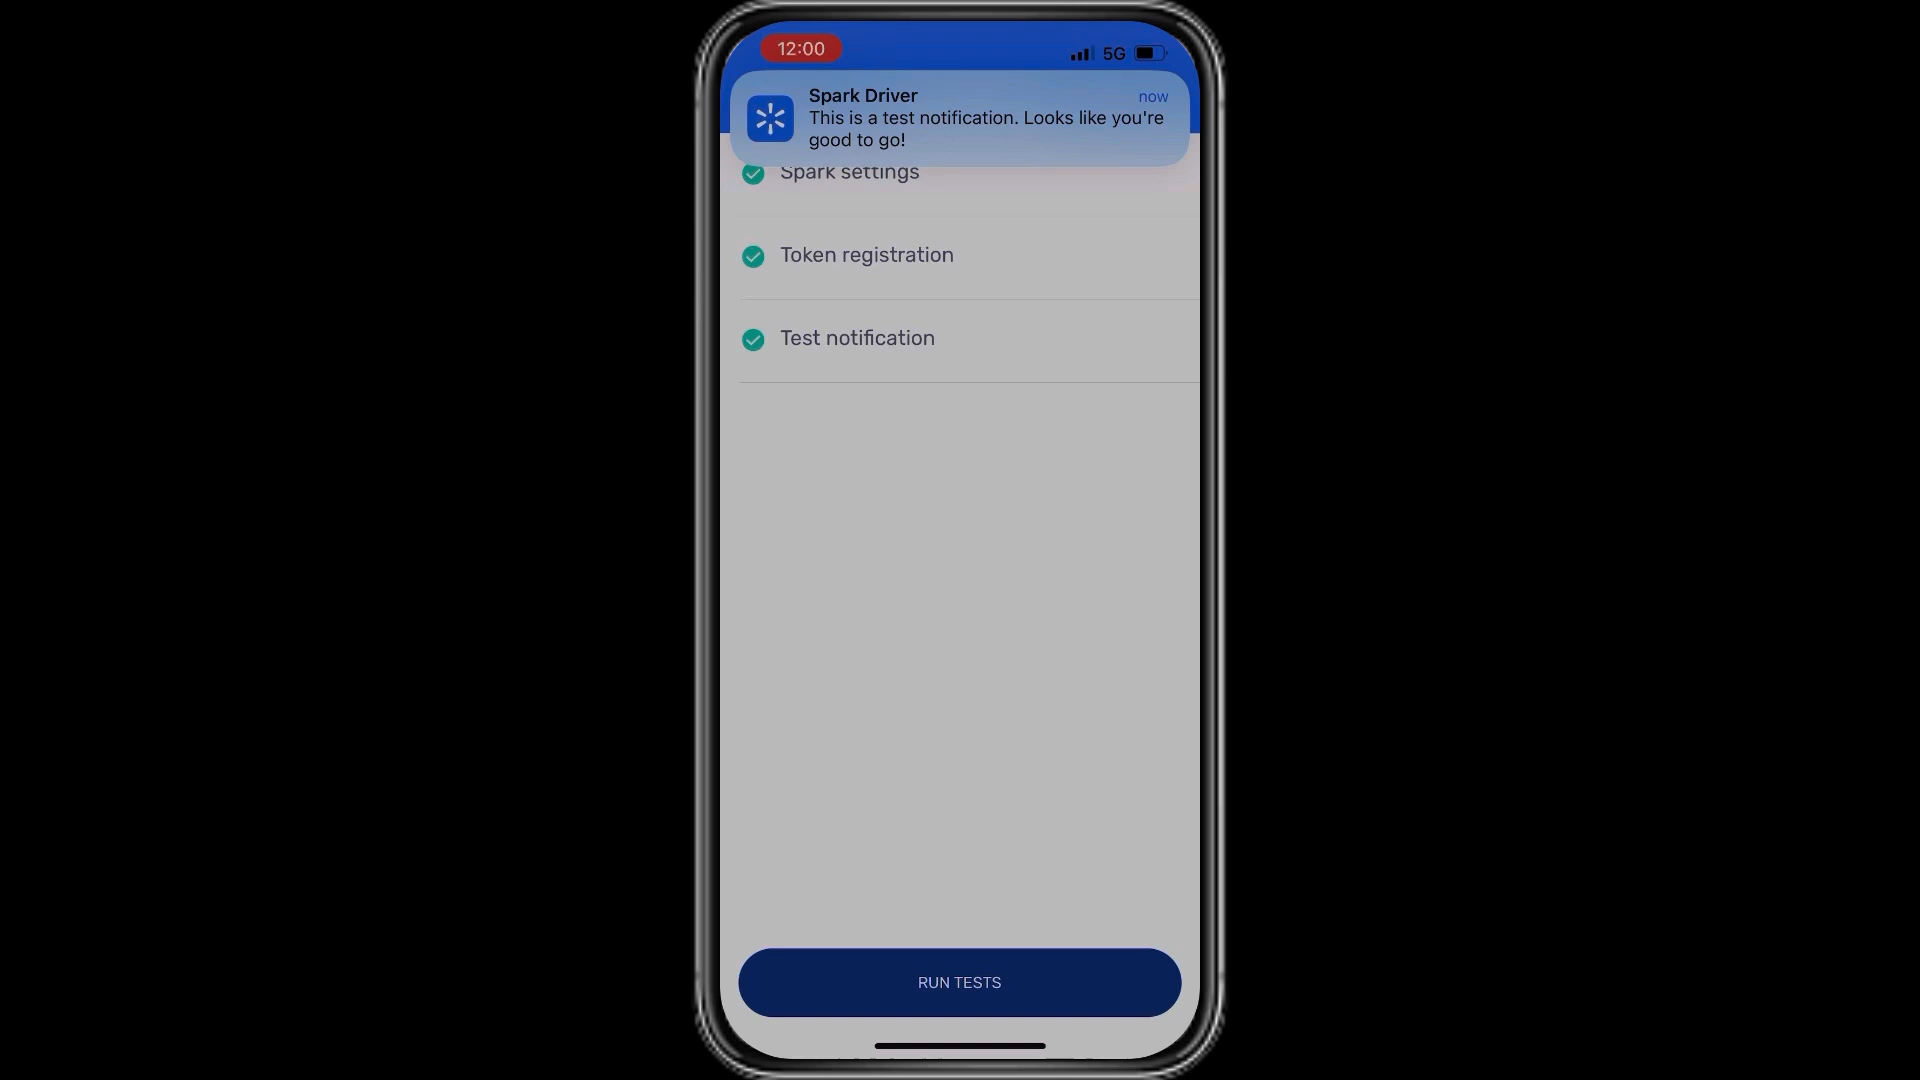 12:00
5G
Spark Driver
now
This is a test notification. Looks like you're
good to go!
Spark settings
Token registration
Test notification
RUN TESTS